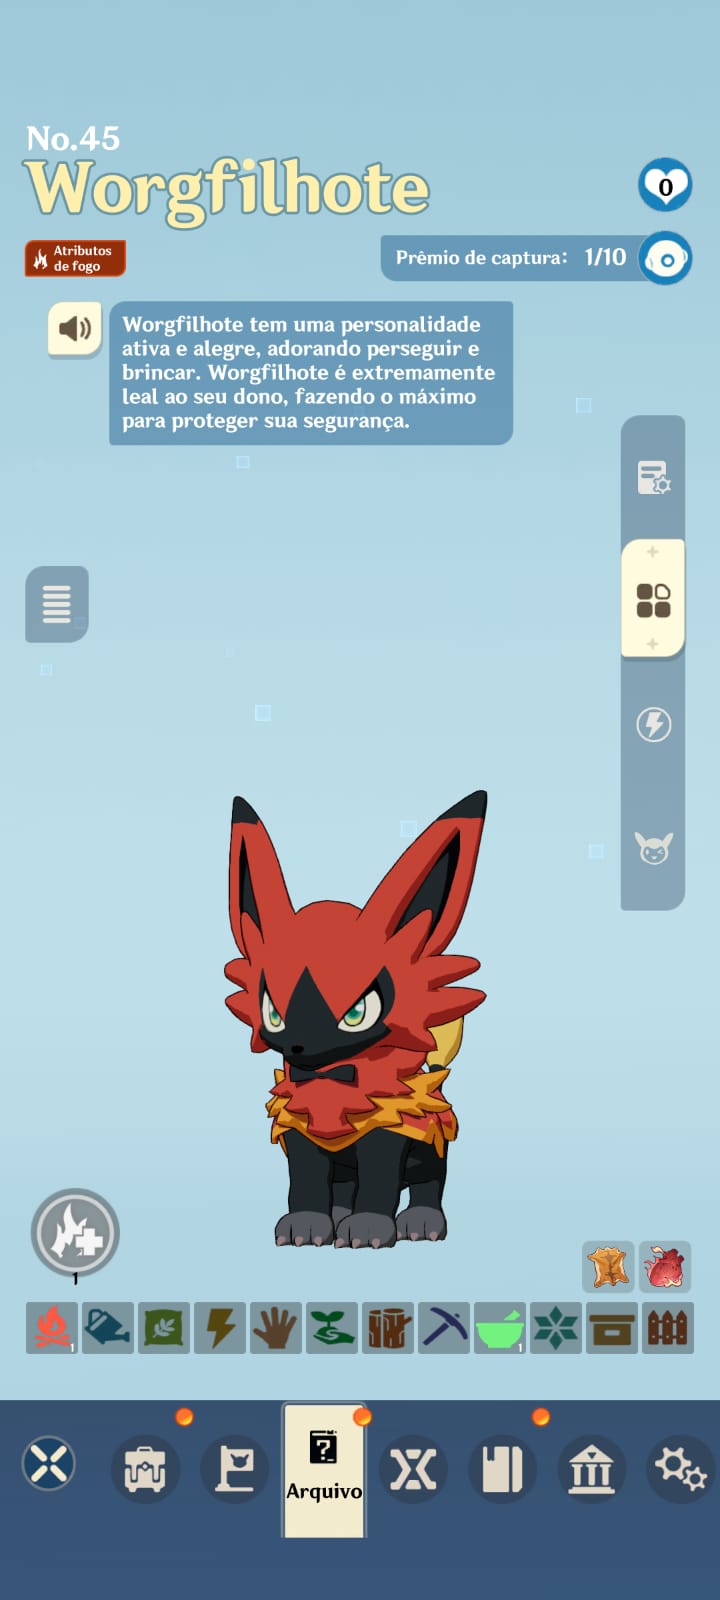 No.45
Worgfilhote
0
Atributos
de fogo
Prêmio de captura: 1/10
Worgfilhote tem uma personalidade
ativa e alegre, adorando perseguir e
brincar. Worgfilhote é extremamente
leal ao seu dono, fazendo o máximo
para proteger sua segurança.
1
1
1
?
Arquivo